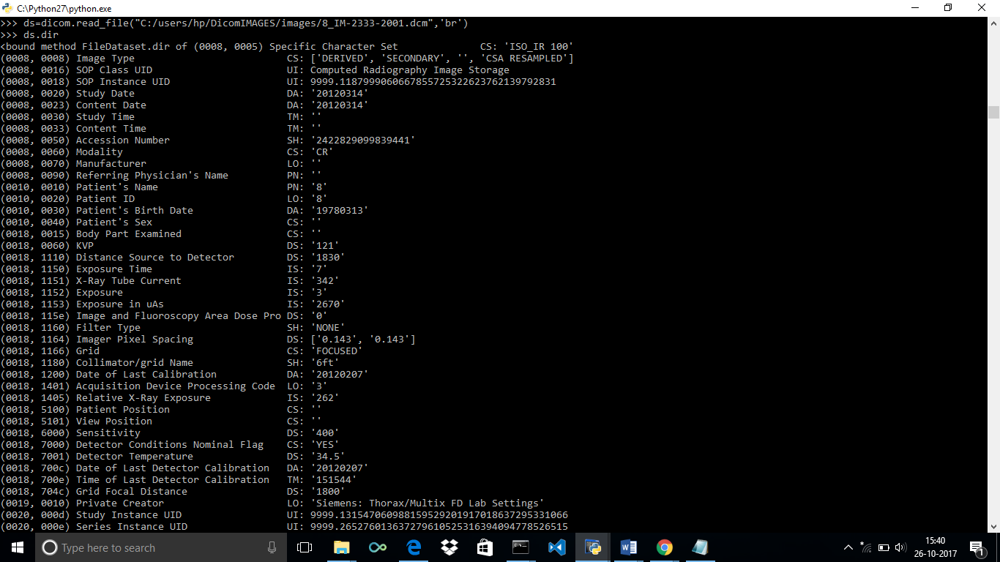 C:\Python27\python.exe
>>> ds=dicom.read_file("C:/users/hp/DicomIMAGES/images/8_IM-2333-2001.dcm",'br')
>>> ds.dir
<bound method FileDataset.dir of (0008, 0005) Specific Character Set              CS: 'ISO_IR 100'
(0008, 0008) Image Type                          CS: ['DERIVED', 'SECONDARY', '', 'CSA RESAMPLED']
(0008, 0016) SOP Class UID                       UI: Computed Radiography Image Storage
(0008, 0018) SOP Instance UID                    UI: 9999.118799906066785572532262376213979283​1
(0008, 0020) Study Date                          DA: '20120314'
(0008, 0023) Content Date                        DA: '20120314'
(0008, 0030) Study Time                          TM: ''
(0008, 0033) Content Time                        TM: ''
(0008, 0050) Accession Number                    SH: '2422829099839441'
(0008, 0060) Modality                            CS: 'CR'
(0008, 0070) Manufacturer                        LO: ''
(0008, 0090) Referring Physician's Name          PN: ''
(0010, 0010) Patient's Name                      PN: '8'
(0010, 0020) Patient ID                          LO: '8'
(0010, 0030) Patient's Birth Date                DA: '19780313'
(0010, 0040) Patient's Sex                       CS: ''
(0018, 0015) Body Part Examined                  CS: ''
(0018, 0060) KVP                                 DS: '121'
(0018, 1110) Distance Source to Detector         DS: '1830'
(0018, 1150) Exposure Time                       IS: '7'
(0018, 1151) X-Ray Tube Current                  IS: '342'
(0018, 1152) Exposure                            IS: '3'
(0018, 1153) Exposure in uAs                     IS: '2670'
(0018, 115e) Image and Fluoroscopy Area Dose Pro DS: '0'
(0018, 1160) Filter Type                         SH: 'NONE'
(0018, 1164) Imager Pixel Spacing                DS: ['0.143', '0.143']
(0018, 1166) Grid                                CS: 'FOCUSED'
(0018, 1180) Collimator/grid Name                SH: '6ft'
(0018, 1200) Date of Last Calibration            DA: '20120207'
(0018, 1401) Acquisition Device Processing Code  LO: '3'
(0018, 1405) Relative X-Ray Exposure             IS: '262'
(0018, 5100) Patient Position                    CS: ''
(0018, 5101) View Position                       CS: ''
(0018, 6000) Sensitivity                         DS: '400'
(0018, 7000) Detector Conditions Nominal Flag    CS: 'YES'
(0018, 7001) Detector Temperature                DS: '34.5'
(0018, 700c) Date of Last Detector Calibration   DA: '20120207'
(0018, 700e) Time of Last Detector Calibration   TM: '151544'
(0018, 704c) Grid Focal Distance                 DS: '1800'
(0019, 0010) Private Creator                     LO: 'Siemens: Thorax/Multix FD Lab Settings'
(0020, 000d) Study Instance UID                  UI: 9999.131547060988159529201917018637295331066
(0020, 000e) Series Instance UID                 UI: 9999.265276013637279610525316394094778526515
Type here to search
15:40
26-10-2017
1